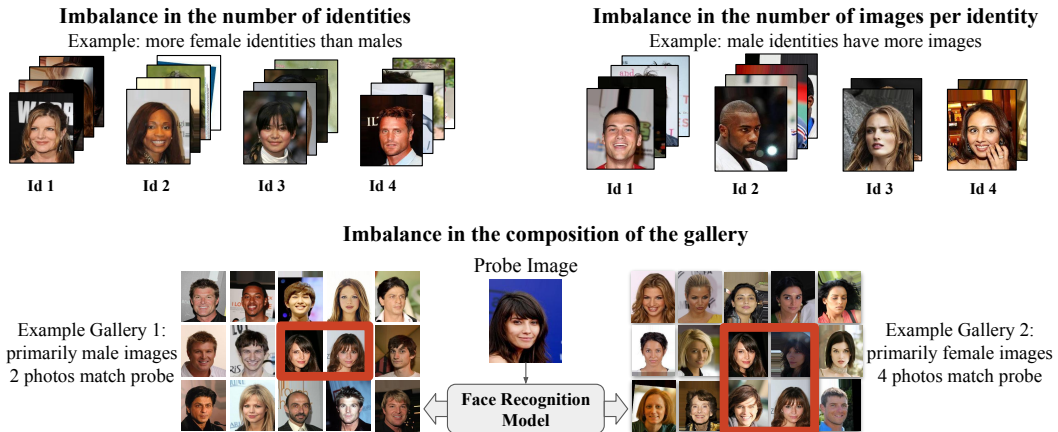 Imbalance in the number of identities
Example: more female identities than males
Id 1
Id 2
Id 3
Id 4
Imbalance in the number of images per identity
Example: male identities have more images
Id 1
Id 2
Id 3
Id 4
Imbalance in the composition of the gallery
Probe Image
Example Gallery 1:
primarily male images
2 photos match probe
Face Recognition
Model
Example Gallery 2:
primarily female images
4 photos match probe